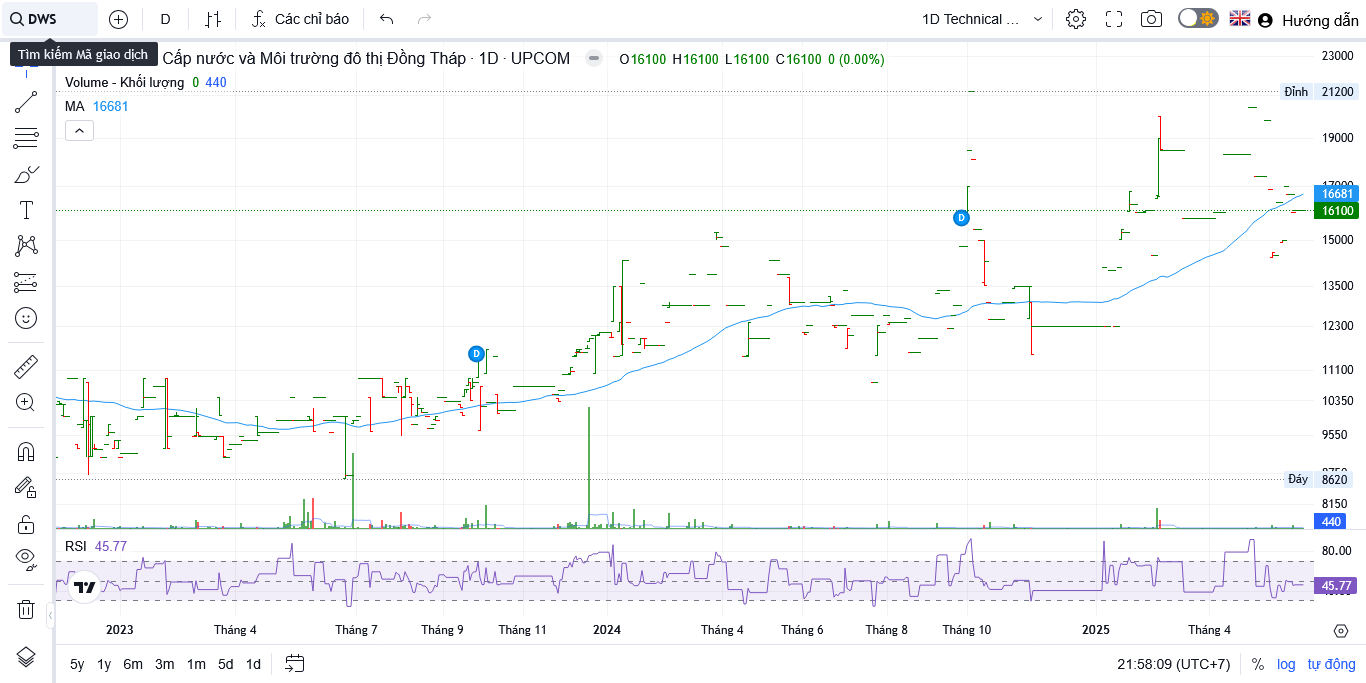 DWS D Các chỉ báo 1D Technical ... Hướng dẫn
Tìm kiếm Mã giao dịch
Cấp nước và Môi trường đô thị Đồng Tháp · 1D · UPCOM O16100 H16100 L16100 C16100 0 (0.00%)
Volume - Khối lượng 0 440
MA 16681
23000
Đỉnh 21200
19000
16681
16100
15000
13500
12300
11100
10350
9550
Đáy 8620
8150
440
D
D
RSI 45.77
80.00
45.77
2023 Tháng 4 Tháng 7 Tháng 9 Tháng 11 2024 Tháng 4 Tháng 6 Tháng 8 Tháng 10 2025 Tháng 4
5y 1y 6m 3m 1m 5d 1d 21:58:09 (UTC+7) % log tự động